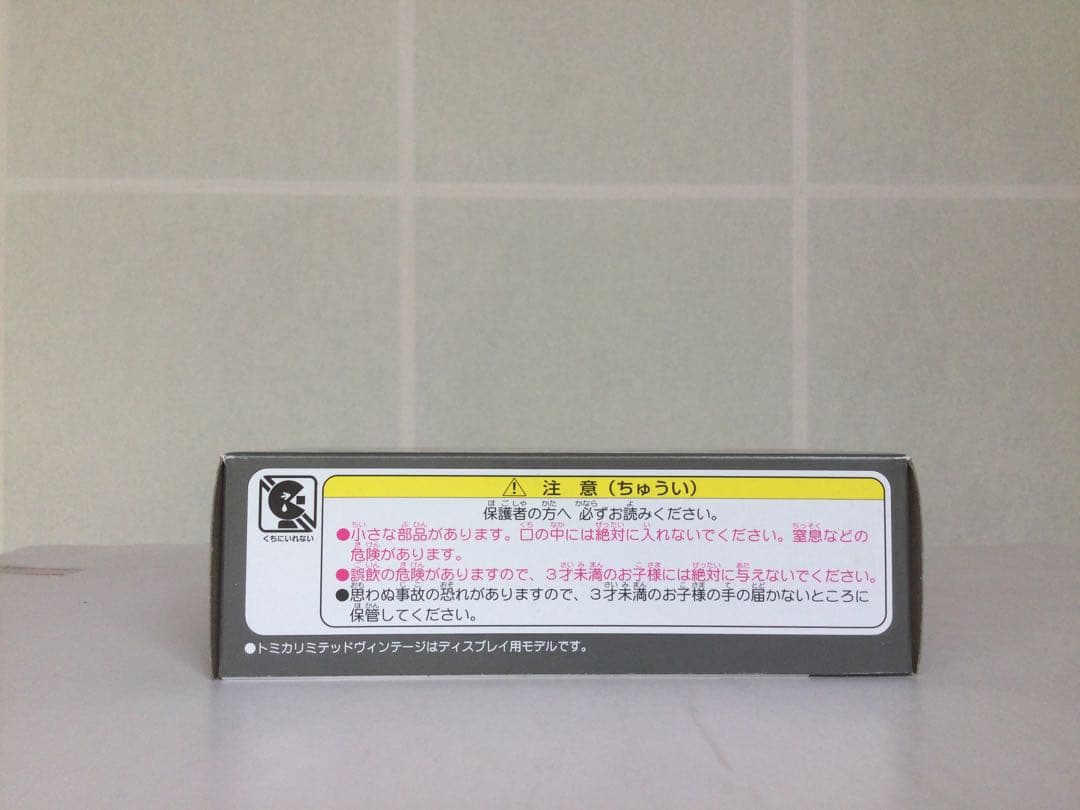 ⚠ 注 意（ちゅうい）
保護者の方へ 必ずお読みください。
くちにいれない
●小さな部品があります。口の中には絶対に入れないでください。窒息などの
危険があります。
●誤飲の危険がありますので、３才未満のお子様には絶対に与えないでください。
●思わぬ事故の恐れがありますので、３才未満のお子様の手の届かないところに
保管してください。
●トミカリミテッドヴィンテージはディスプレイ用モデルです。